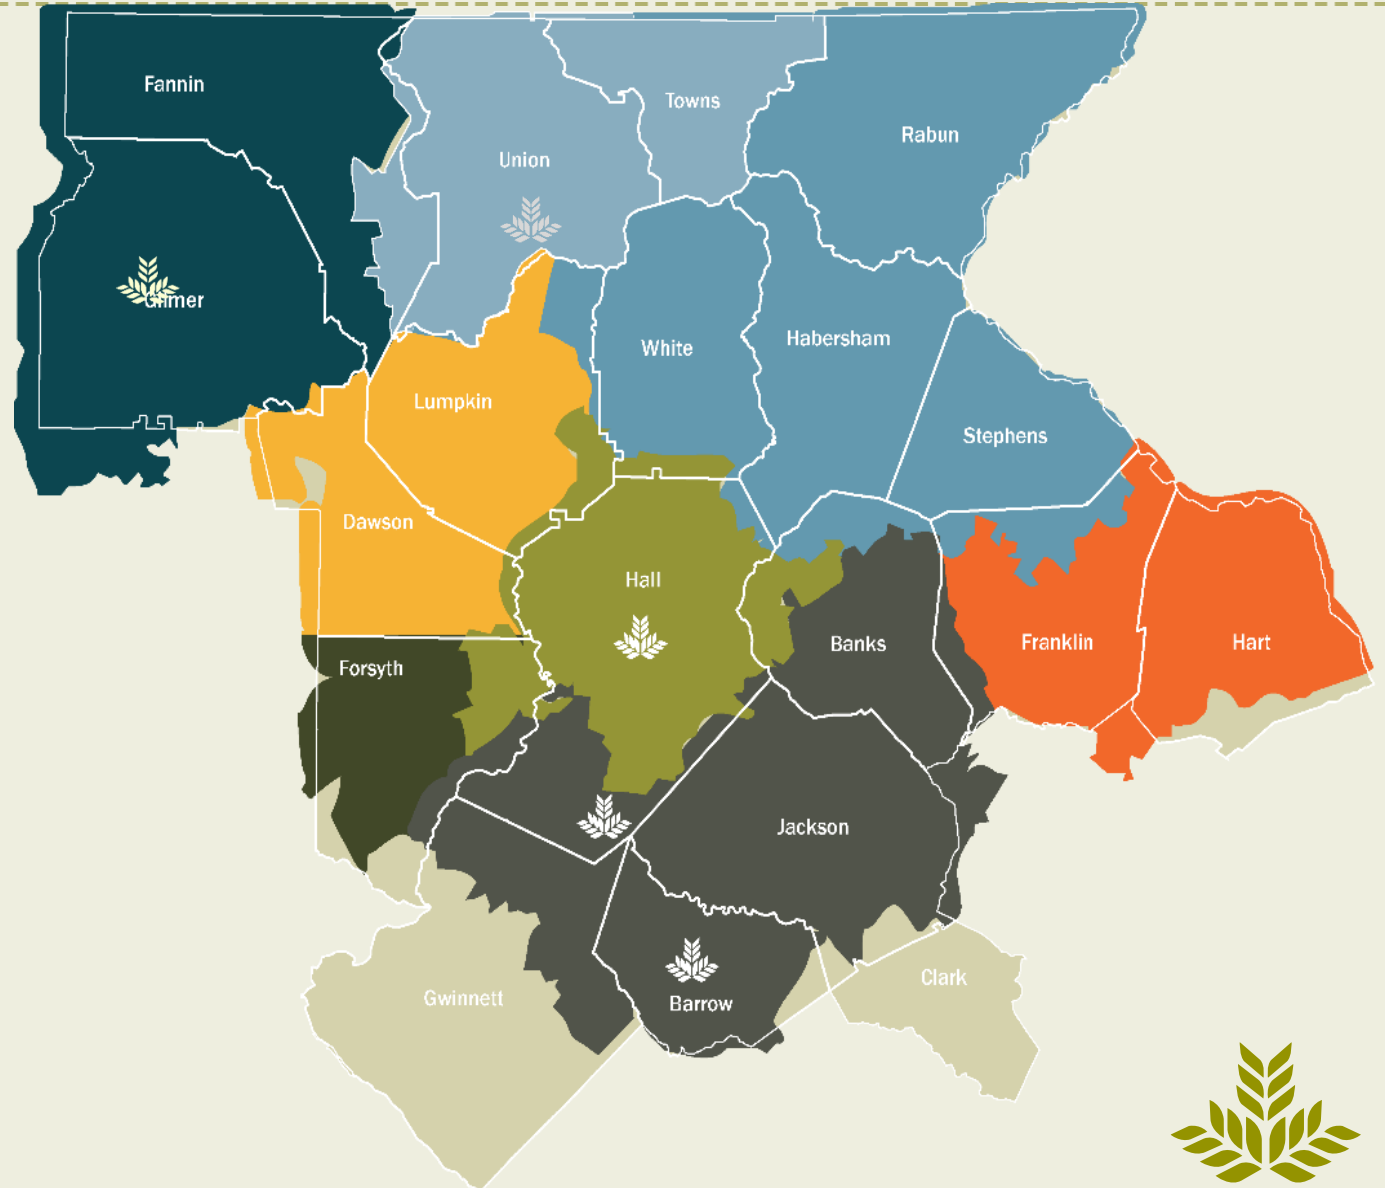 Fannin
Towns
Rabun
Union
Gilmer
White
Habersham
Lumpkin
Stephens
Dawson
Hall
Forsyth
Banks
Franklin
Hart
Jackson
Clark
Gwinnett
Barrow